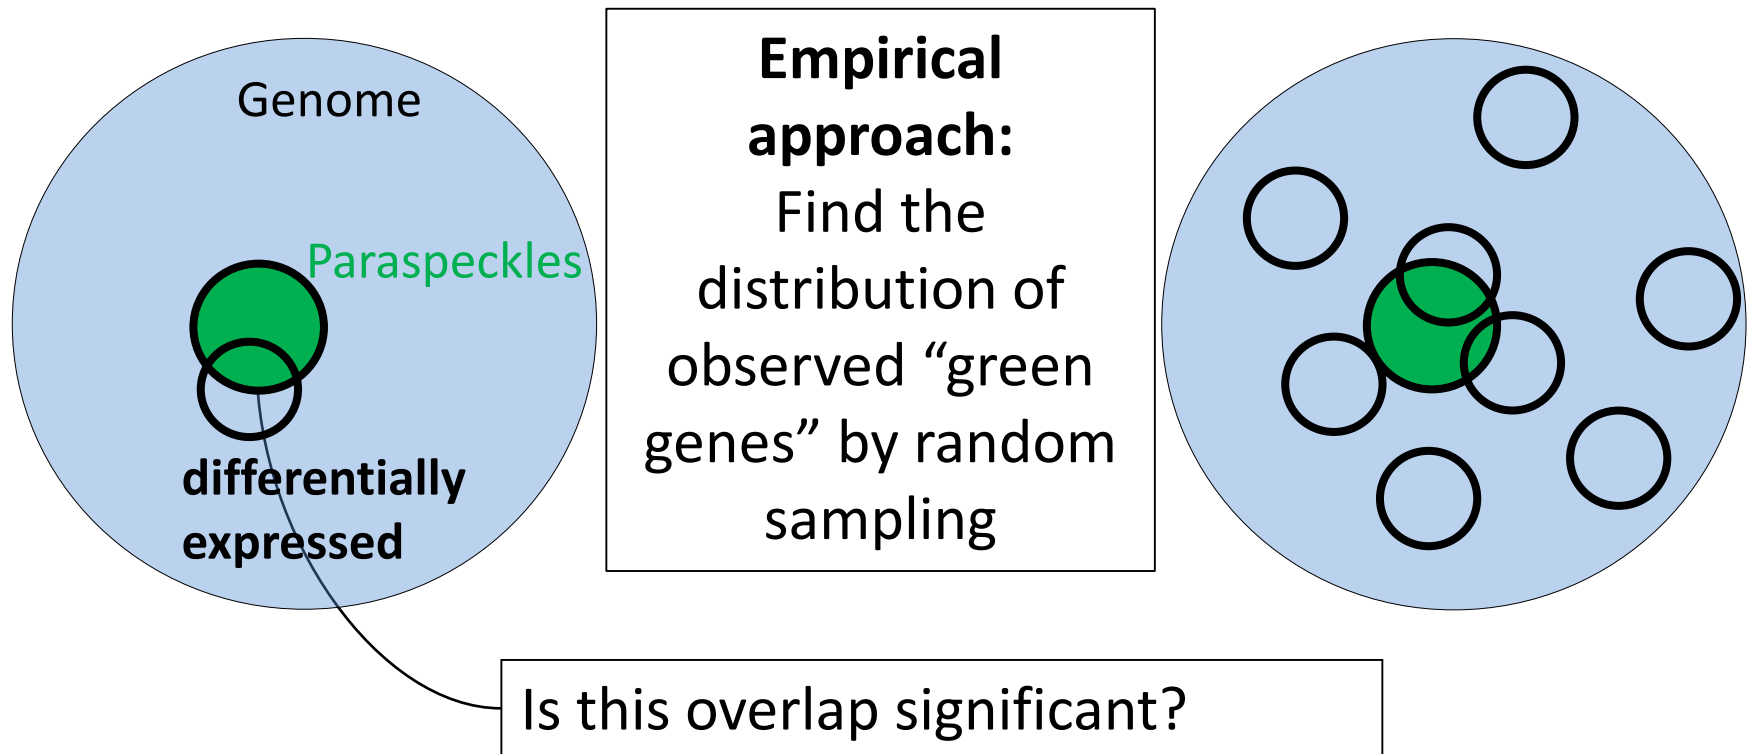 Genome
Paraspeckles
differentially
expressed
Empirical
approach:
Find the
distribution of
observed “green
genes” by random
sampling
Is this overlap significant?